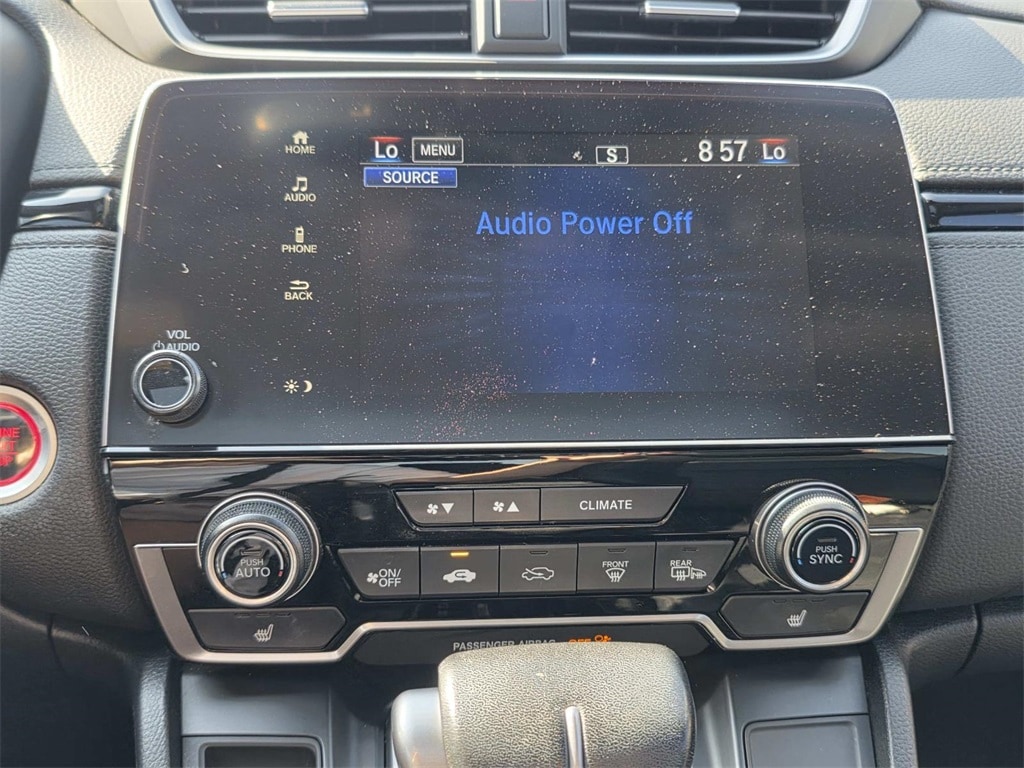 HOME
AUDIO
PHONE
BACK
VOL
AUDIO
Lo MENU S 8 57 Lo
SOURCE
Audio Power Off
CLIMATE
PUSH
AUTO
ON/
OFF
FRONT
REAR
PUSH
SYNC
PASSENGER AIRBAG OFF